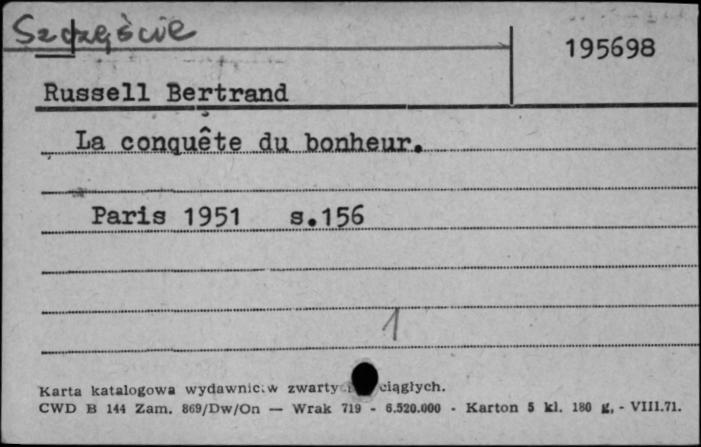 Szczęście
195698
Russell Bertrand
La conquête du bonheur.
Paris 1951 s.156
1
Karta katalogowa wydawnictw zwartych ciągłych.
CWD B 144 Zam. 869/Dw/On — Wrak 719 - 6.520.000 - Karton 5 kl. 180 g. - VIII.71.